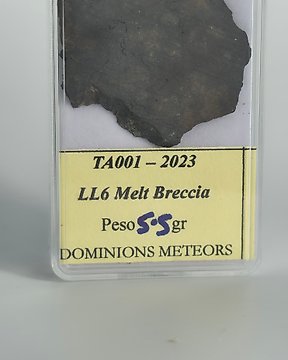 TA001 – 2023
LL6 Melt Breccia
Peso 5.5 gr
DOMINIONS METEORS